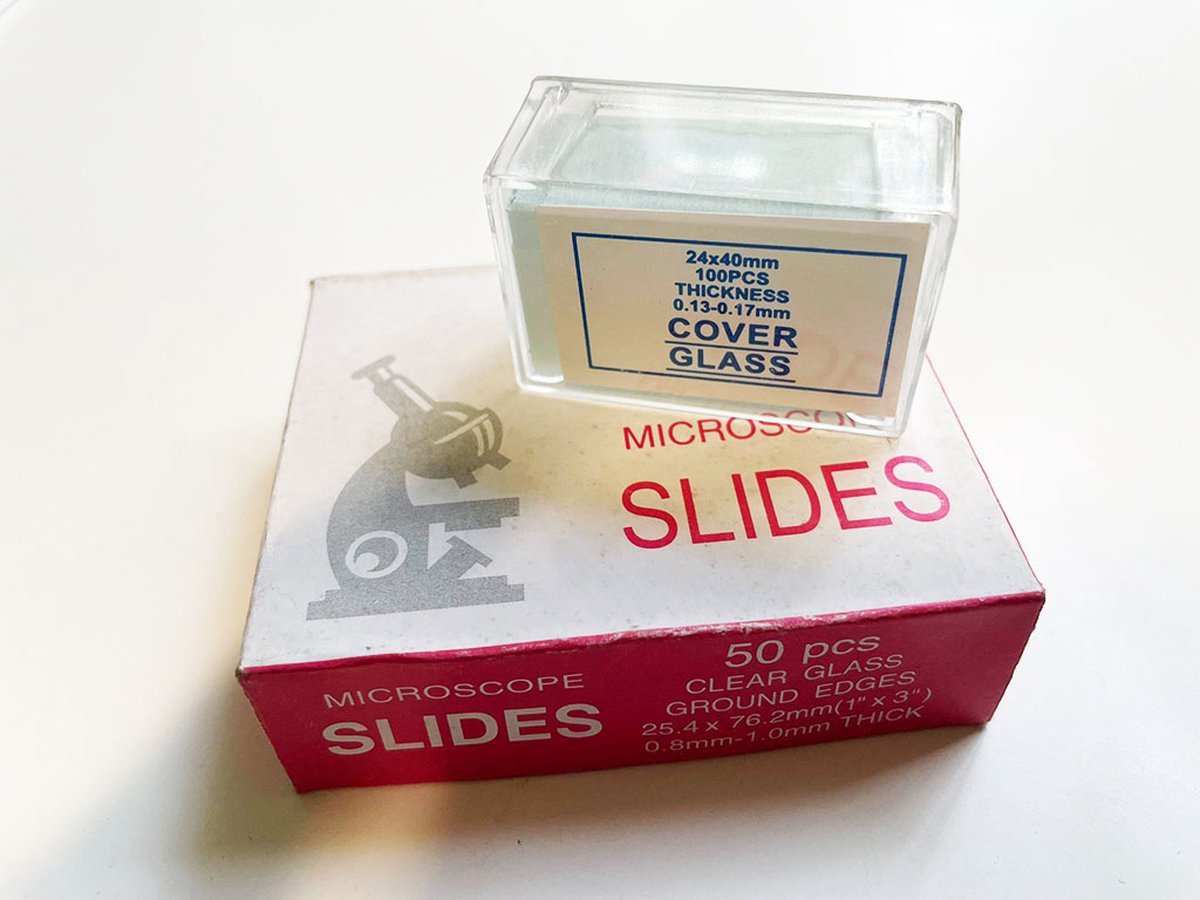 24x40mm
100PCS
THICKNESS
0.13-0.17mm
COVER
GLASS
MICROSCOPE
SLIDES
MICROSCOPE
SLIDES
50 pcs
CLEAR GLASS
GROUND EDGES
25.4 x 76.2mm(1" x 3")
0.8mm-1.0mm THICK